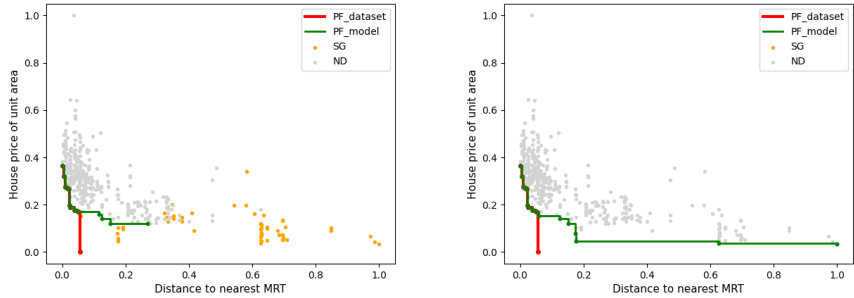 1.0
0.8
0.6
0.4
0.2
0.0
House price of unit area
0.0 0.2 0.4 0.6 0.8 1.0
Distance to nearest MRT
PF_dataset
PF_model
SG
ND
1.0
0.8
0.6
0.4
0.2
0.0
House price of unit area
0.0 0.2 0.4 0.6 0.8 1.0
Distance to nearest MRT
PF_dataset
PF_model
SG
ND